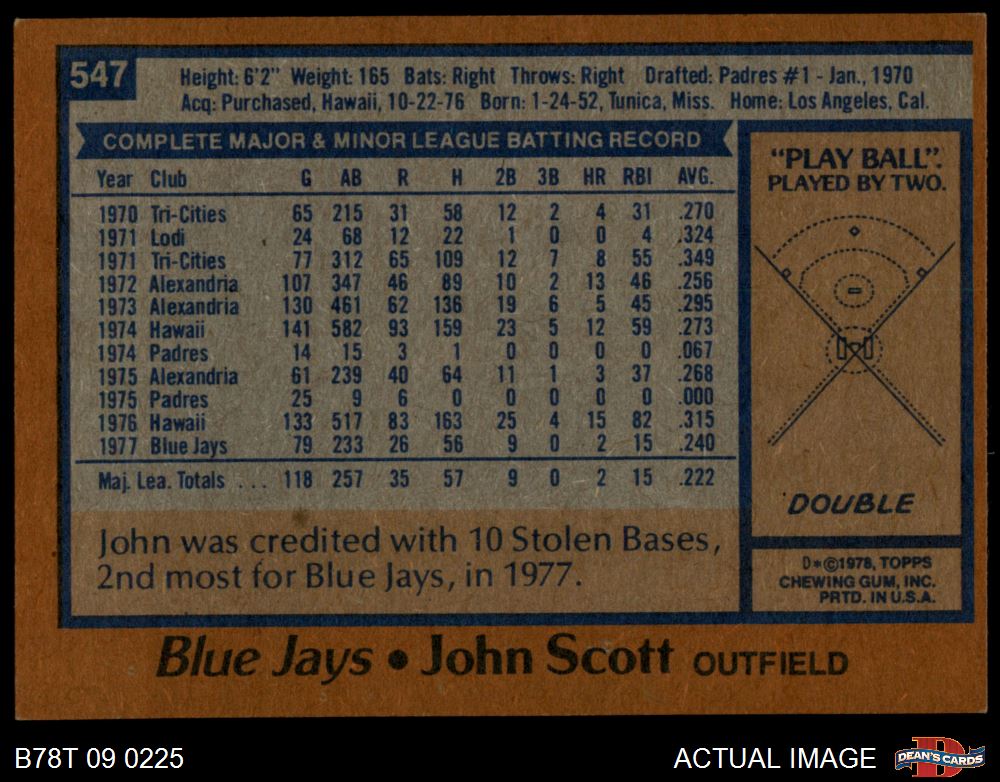 547
Height: 6'2" Weight: 165 Bats: Right Throws: Right Drafted: Padres #1 - Jan., 1970
Acq: Purchased, Hawaii, 10-22-76 Born: 1-24-52, Tunica, Miss. Home: Los Angeles, Cal.
COMPLETE MAJOR & MINOR LEAGUE BATTING RECORD
Year Club G AB R H 2B 3B HR RBI AVG.
1970 Tri-Cities 65 215 31 58 12 2 4 31 .270
1971 Lodi 24 68 12 22 1 0 0 4 .324
1971 Tri-Cities 77 312 65 109 12 7 8 55 .349
1972 Alexandria 107 347 46 89 10 2 13 46 .256
1973 Alexandria 130 461 62 136 19 6 5 45 .295
1974 Hawaii 141 582 93 159 23 5 12 59 .273
1974 Padres 14 15 3 1 0 0 0 0 .067
1975 Alexandria 61 239 40 64 11 1 3 37 .268
1975 Padres 25 9 6 0 0 0 0 0 .000
1976 Hawaii 133 517 83 163 25 4 15 82 .315
1977 Blue Jays 79 233 26 56 9 0 2 15 .240
Maj. Lea. Totals ... 118 257 35 57 9 0 2 15 .222
John was credited with 10 Stolen Bases,
2nd most for Blue Jays, in 1977.
"PLAY BALL".
PLAYED BY TWO.
DOUBLE
D*©1978, TOPPS
CHEWING GUM, INC.
PRTD. IN U.S.A.
Blue Jays • John Scott OUTFIELD
B78T 09 0225
ACTUAL IMAGE
D
DEAN'S CARDS